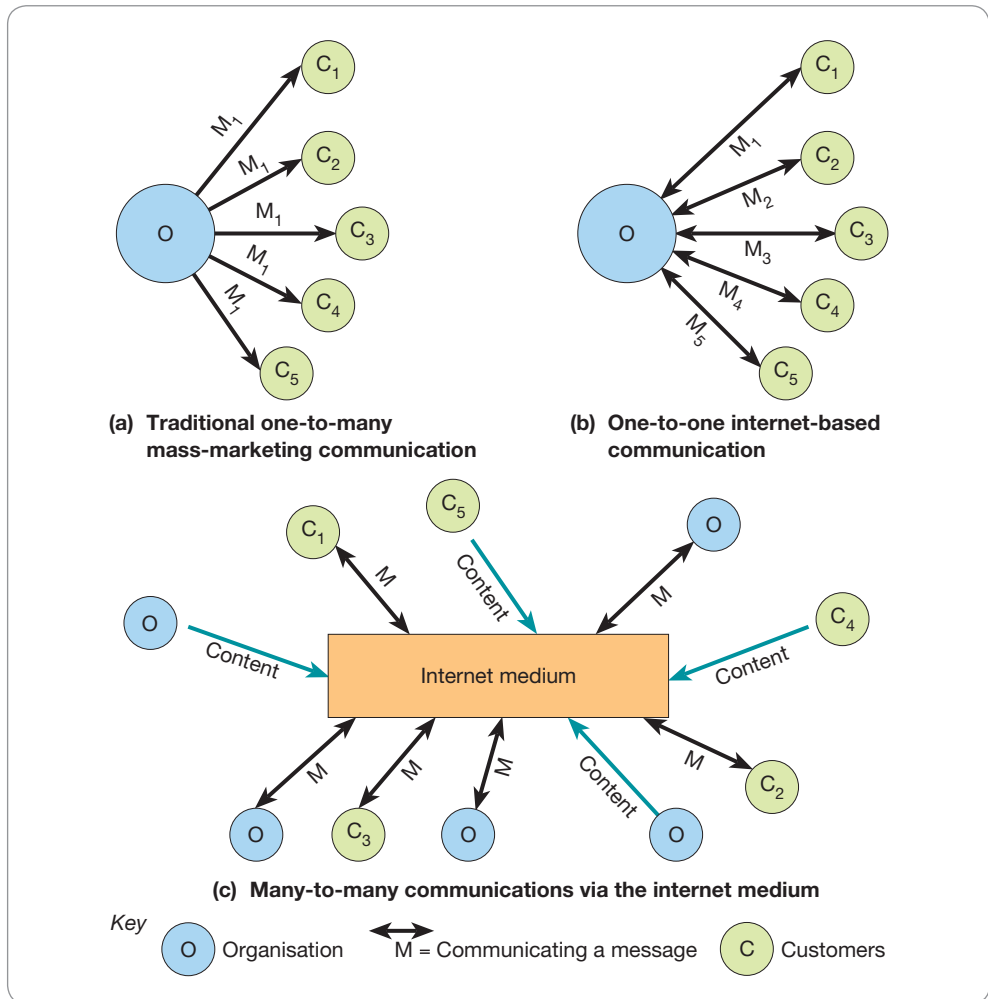 C₁
M₁
C₂
M₁
O
M₁
C₃
M₁
C₄
M₁
C₅
(a) Traditional one-to-many
mass-marketing communication
C₁
M₁
C₂
M₂
O
C₃
M₃
M₄
C₄
M₅
C₅
(b) One-to-one internet-based
communication
C₅
C₁
O
M
Content
M
O
C₄
Content
Content
Internet medium
M
M
M
Content
M
C₂
O
C₃
O
O
(c) Many-to-many communications via the internet medium
Key
O Organisation
M = Communicating a message
C Customers